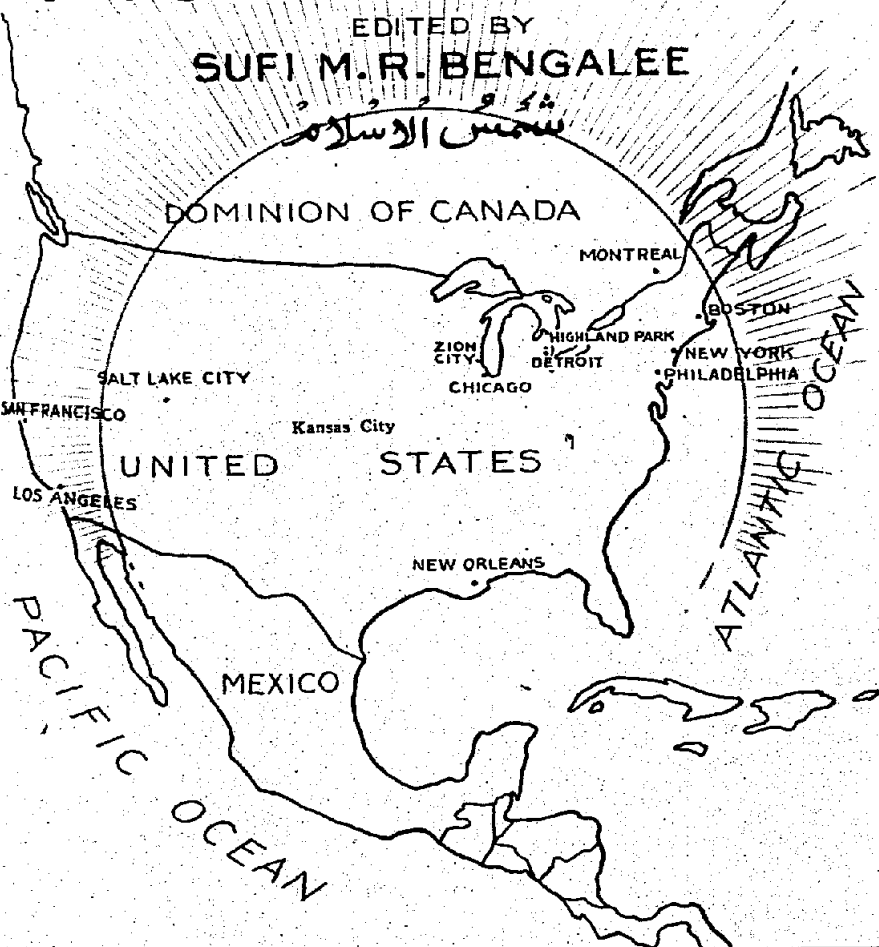 EDITED BY
SUFI M. R. BENGALEE
شمس الاسلام
DOMINION OF CANADA
MONTREAL
BOSTON
HIGHLAND PARK
ZION
CITY
DETROIT
NEW YORK
PHILADELPHIA
CHICAGO
SALT LAKE CITY
SAN FRANCISCO
Kansas City
UNITED STATES
LOS ANGELES
NEW ORLEANS
ATLANTIC OCEAN
MEXICO
PACIFIC OCEAN